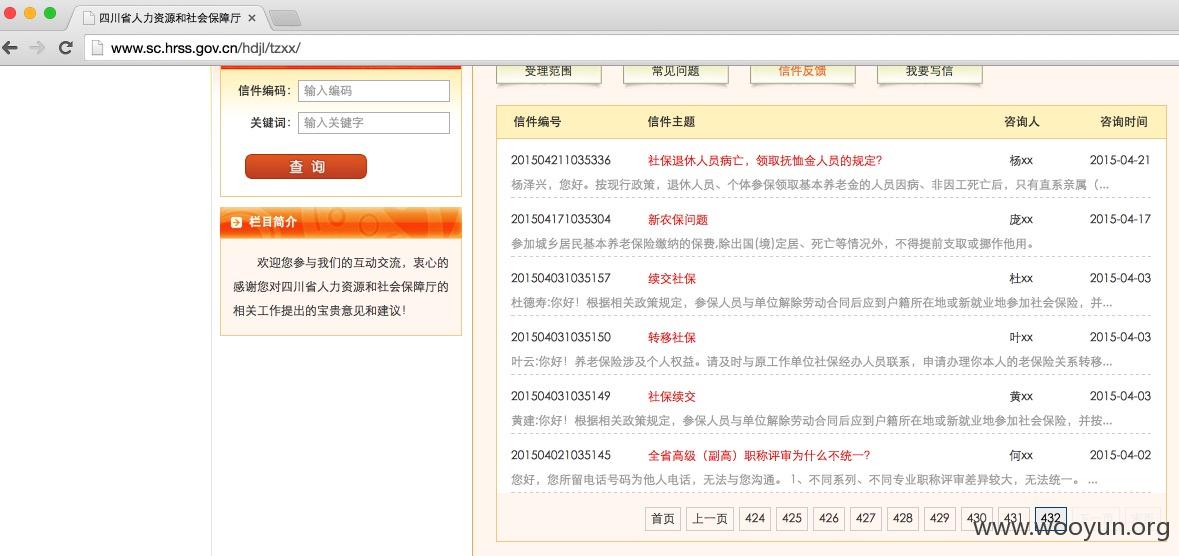 四川省人力资源和社会保障厅
www.sc.hrss.gov.cn/hdjl/tzxx/
信件编码： 输入编码
关键词： 输入关键字
查 询
栏目简介
欢迎您参与我们的互动交流，衷心的
感谢您对四川省人力资源和社会保障厅的
相关工作提出的宝贵意见和建议！
受理范围 常见问题 信件反馈 我要写信
信件编号 信件主题 咨询人 咨询时间
201504211035336 社保退休人员病亡，领取抚恤金人员的规定？ 杨xx 2015-04-21
杨泽兴，您好。按现行政策，退休人员、个体参保领取基本养老金的人员因病、非因工死亡后，只有直系亲属（...
201504171035304 新农保问题 庞xx 2015-04-17
参加城乡居民基本养老保险缴纳的保费,除出国(境)定居、死亡等情况外，不得提前支取或挪作他用。
201504031035157 续交社保 杜xx 2015-04-03
杜德寿:你好！根据相关政策规定，参保人员与单位解除劳动合同后应到户籍所在地或新就业地参加社会保险，并...
201504031035150 转移社保 叶xx 2015-04-03
叶云:你好！养老保险涉及个人权益。请及时与原工作单位社保经办人员联系，申请办理你本人的老保险关系转移...
201504031035149 社保续交 黄xx 2015-04-03
黄建:你好！根据相关政策规定，参保人员与单位解除劳动合同后应到户籍所在地或新就业地参加社会保险，并按...
201504021035145 全省高级（副高）职称评审为什么不统一？ 何xx 2015-04-02
您好，您所留电话号码为他人电话，无法与您沟通。 1、不同系列、不同专业职称评审差异较大，无法统一。 ...
首页 上一页 424 425 426 427 428 429 430 431 432
www.wooyun.org